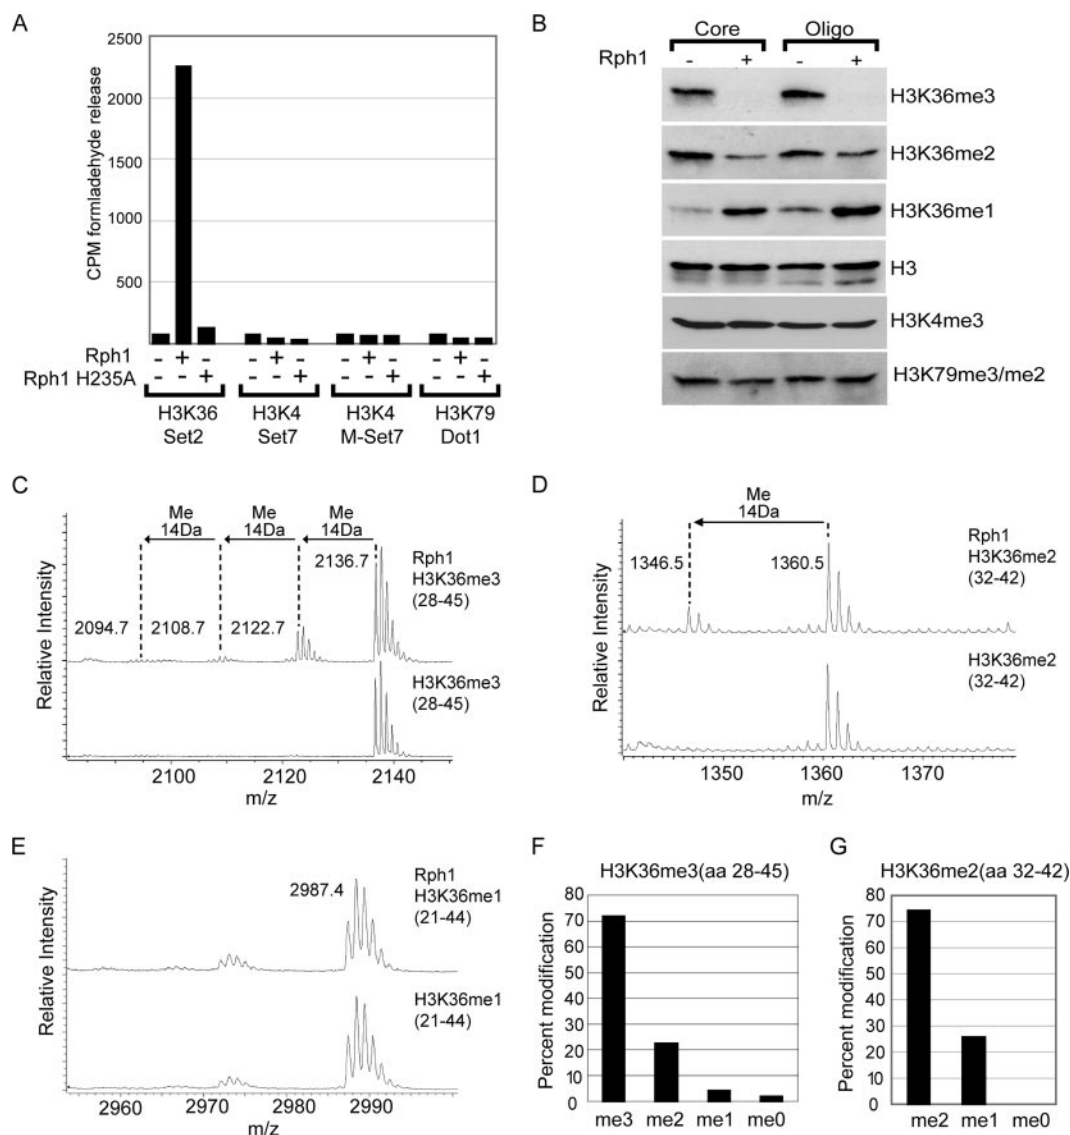 A
CPM formladehyde release
2500
2000
1500
1000
500
Rph1 - + - - + - - + - - + -
Rph1 H235A - - + - - + - - + - - +
H3K36 H3K4 H3K4 H3K79
Set2 Set7 M-Set7 Dot1
B
Core Oligo
Rph1 - + - +
H3K36me3
H3K36me2
H3K36me1
H3
H3K4me3
H3K79me3/me2
C
Relative Intensity
Me Me Me
14Da 14Da 14Da
2094.7 2108.7 2122.7 2136.7
Rph1
H3K36me3
(28-45)
H3K36me3
(28-45)
2100 2120 2140
m/z
D
Relative Intensity
Me
14Da
1346.5 1360.5
Rph1
H3K36me2
(32-42)
H3K36me2
(32-42)
1350 1360 1370
m/z
E
Relative Intensity
2987.4
Rph1
H3K36me1
(21-44)
H3K36me1
(21-44)
2960 2970 2980 2990
m/z
F
H3K36me3(aa 28-45)
Percent modification
80
70
60
50
40
30
20
10
0
me3 me2 me1 me0
G
H3K36me2(aa 32-42)
Percent modification
80
70
60
50
40
30
20
10
0
me2 me1 me0